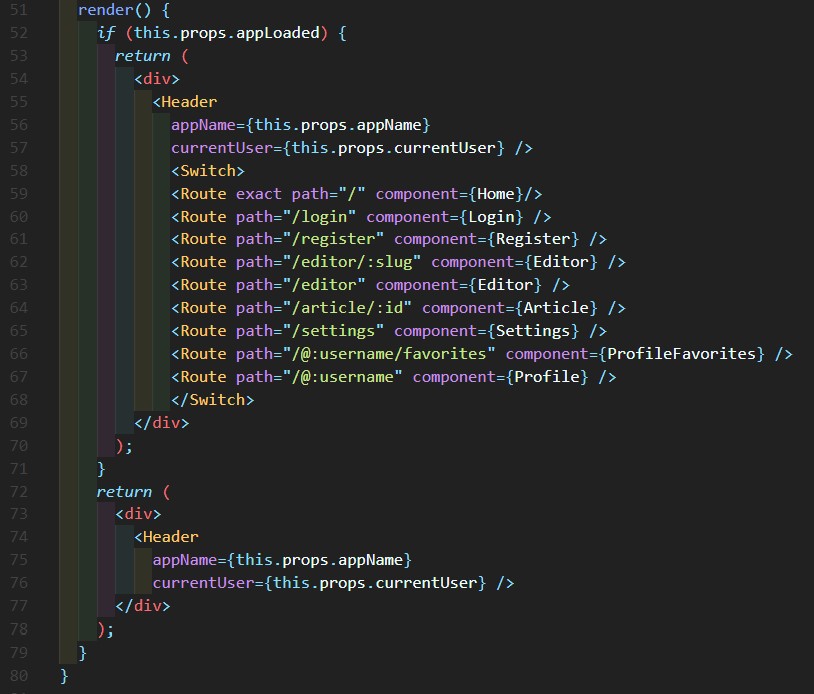 51 render() {
52 if (this.props.appLoaded) {
53 return (
54 <div>
55 <Header
56 appName={this.props.appName}
57 currentUser={this.props.currentUser} />
58 <Switch>
59 <Route exact path="/" component={Home}/>
60 <Route path="/login" component={Login} />
61 <Route path="/register" component={Register} />
62 <Route path="/editor/:slug" component={Editor} />
63 <Route path="/editor" component={Editor} />
64 <Route path="/article/:id" component={Article} />
65 <Route path="/settings" component={Settings} />
66 <Route path="/@:username/favorites" component={ProfileFavorites} />
67 <Route path="/@:username" component={Profile} />
68 </Switch>
69 </div>
70 );
71 }
72 return (
73 <div>
74 <Header
75 appName={this.props.appName}
76 currentUser={this.props.currentUser} />
77 </div>
78 );
79 }
80 }